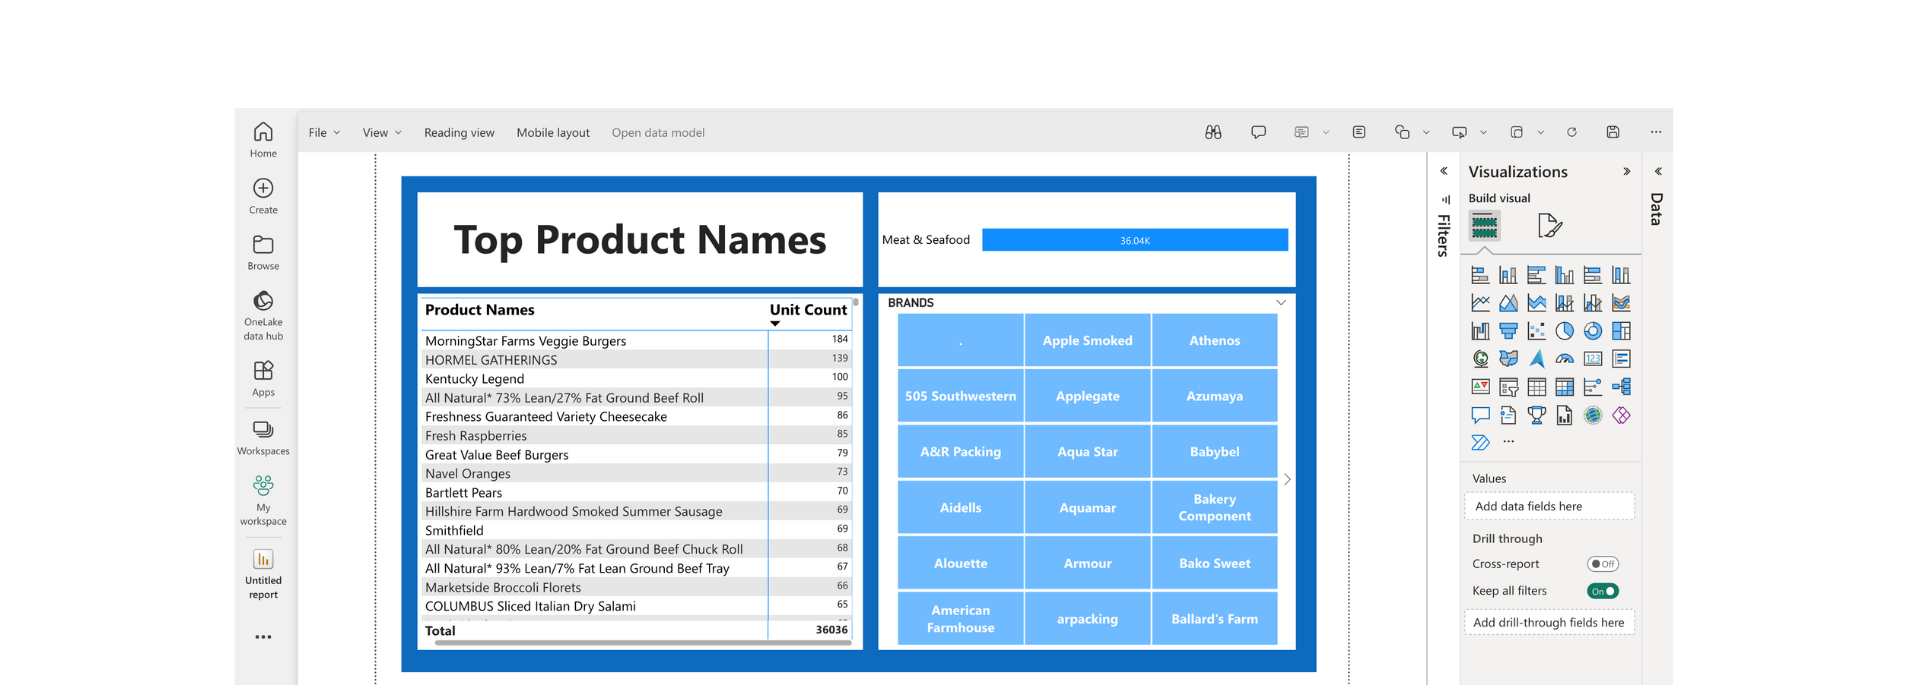 File
View
Reading view
Mobile layout
Open data model
Home
Create
Browse
OneLake
data hub
Apps
Workspaces
My
workspace
Untitled
report
Top Product Names
Meat & Seafood
36.04K
Product Names Unit Count
MorningStar Farms Veggie Burgers 184
HORMEL GATHERINGS 139
Kentucky Legend 100
All Natural* 73% Lean/27% Fat Ground Beef Roll 95
Freshness Guaranteed Variety Cheesecake 86
Fresh Raspberries 85
Great Value Beef Burgers 79
Navel Oranges 73
Bartlett Pears 70
Hillshire Farm Hardwood Smoked Summer Sausage 69
Smithfield 69
All Natural* 80% Lean/20% Fat Ground Beef Chuck Roll 68
All Natural* 93% Lean/7% Fat Lean Ground Beef Tray 67
Marketside Broccoli Florets 66
COLUMBUS Sliced Italian Dry Salami 65
Total 36036
BRANDS
. Apple Smoked Athenos
505 Southwestern Applegate Azumaya
A&R Packing Aqua Star Babybel
Aidells Aquamar Bakery
Component
Alouette Armour Bako Sweet
American
Farmhouse arpacking Ballard's Farm
Filters
Visualizations
Build visual
123
Values
Add data fields here
Drill through
Cross-report Off
Keep all filters On
Add drill-through fields here
Data